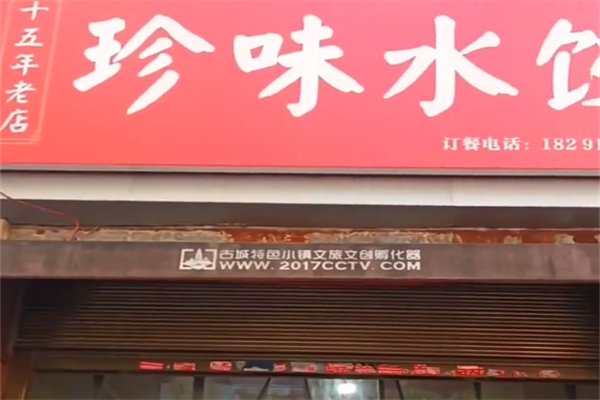 十五年老店
珍味水饺
订餐电话：18291
古城特色小镇文旅文创孵化器
WWW. 2017CCTV. COM